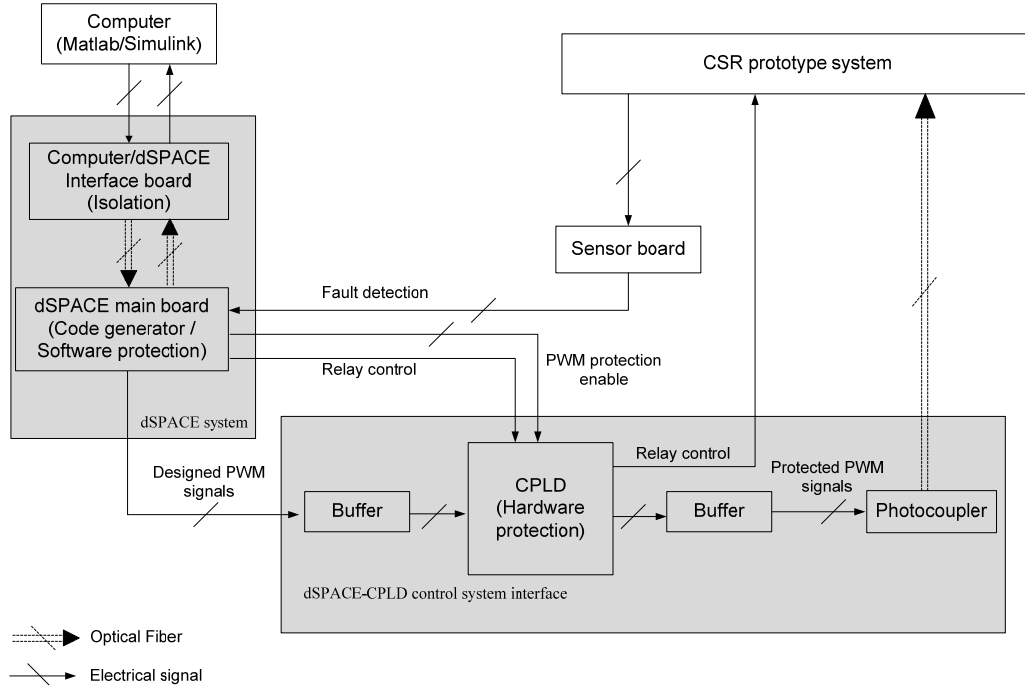 Computer
(Matlab/Simulink)
CSR prototype system
Computer/dSPACE
Interface board
(Isolation)
Sensor board
dSPACE main board
(Code generator /
Software protection)
Fault detection
Relay control
PWM protection
enable
dSPACE system
Designed PWM
signals
Buffer
CPLD
(Hardware
protection)
Relay control
Buffer
Protected PWM
signals
Photocoupler
dSPACE-CPLD control system interface
Optical Fiber
Electrical signal